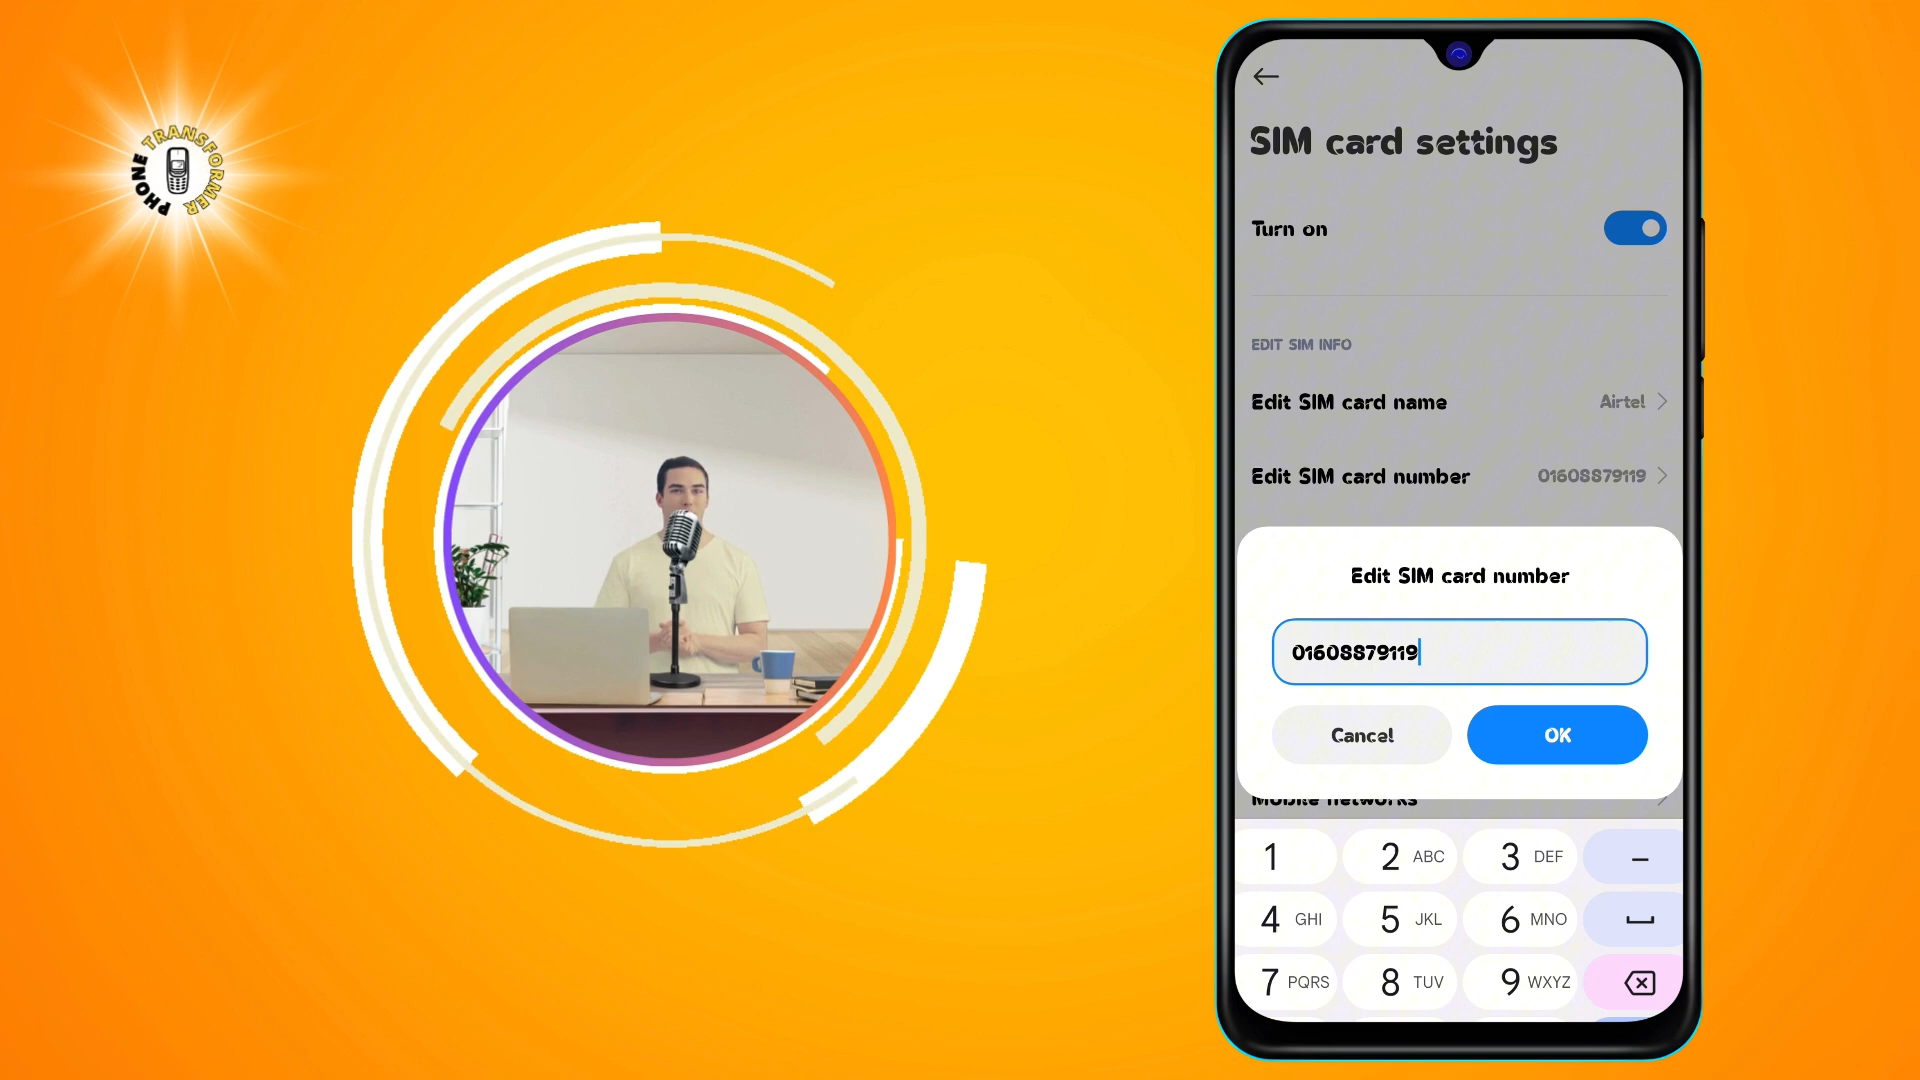 PHONE TRANSFORMER
SIM card settings
Turn on
EDIT SIM INFO
Edit SIM card name Airtel
Edit SIM card number 01608879119
Edit SIM card number
01608879119
Cancel OK
Mobile networks
1 2 ABC 3 DEF –
4 GHI 5 JKL 6 MNO
7 PQRS 8 TUV 9 WXYZ